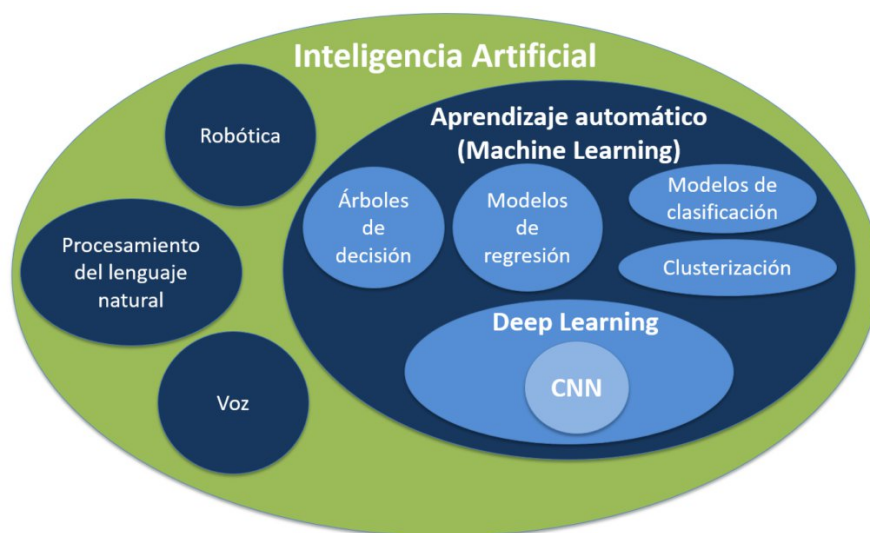 Inteligencia Artificial
Robótica
Procesamiento
del lenguaje
natural
Voz
Aprendizaje automático
(Machine Learning)
Árboles
de
decisión
Modelos
de
regresión
Modelos de
clasificación
Clusterización
Deep Learning
CNN